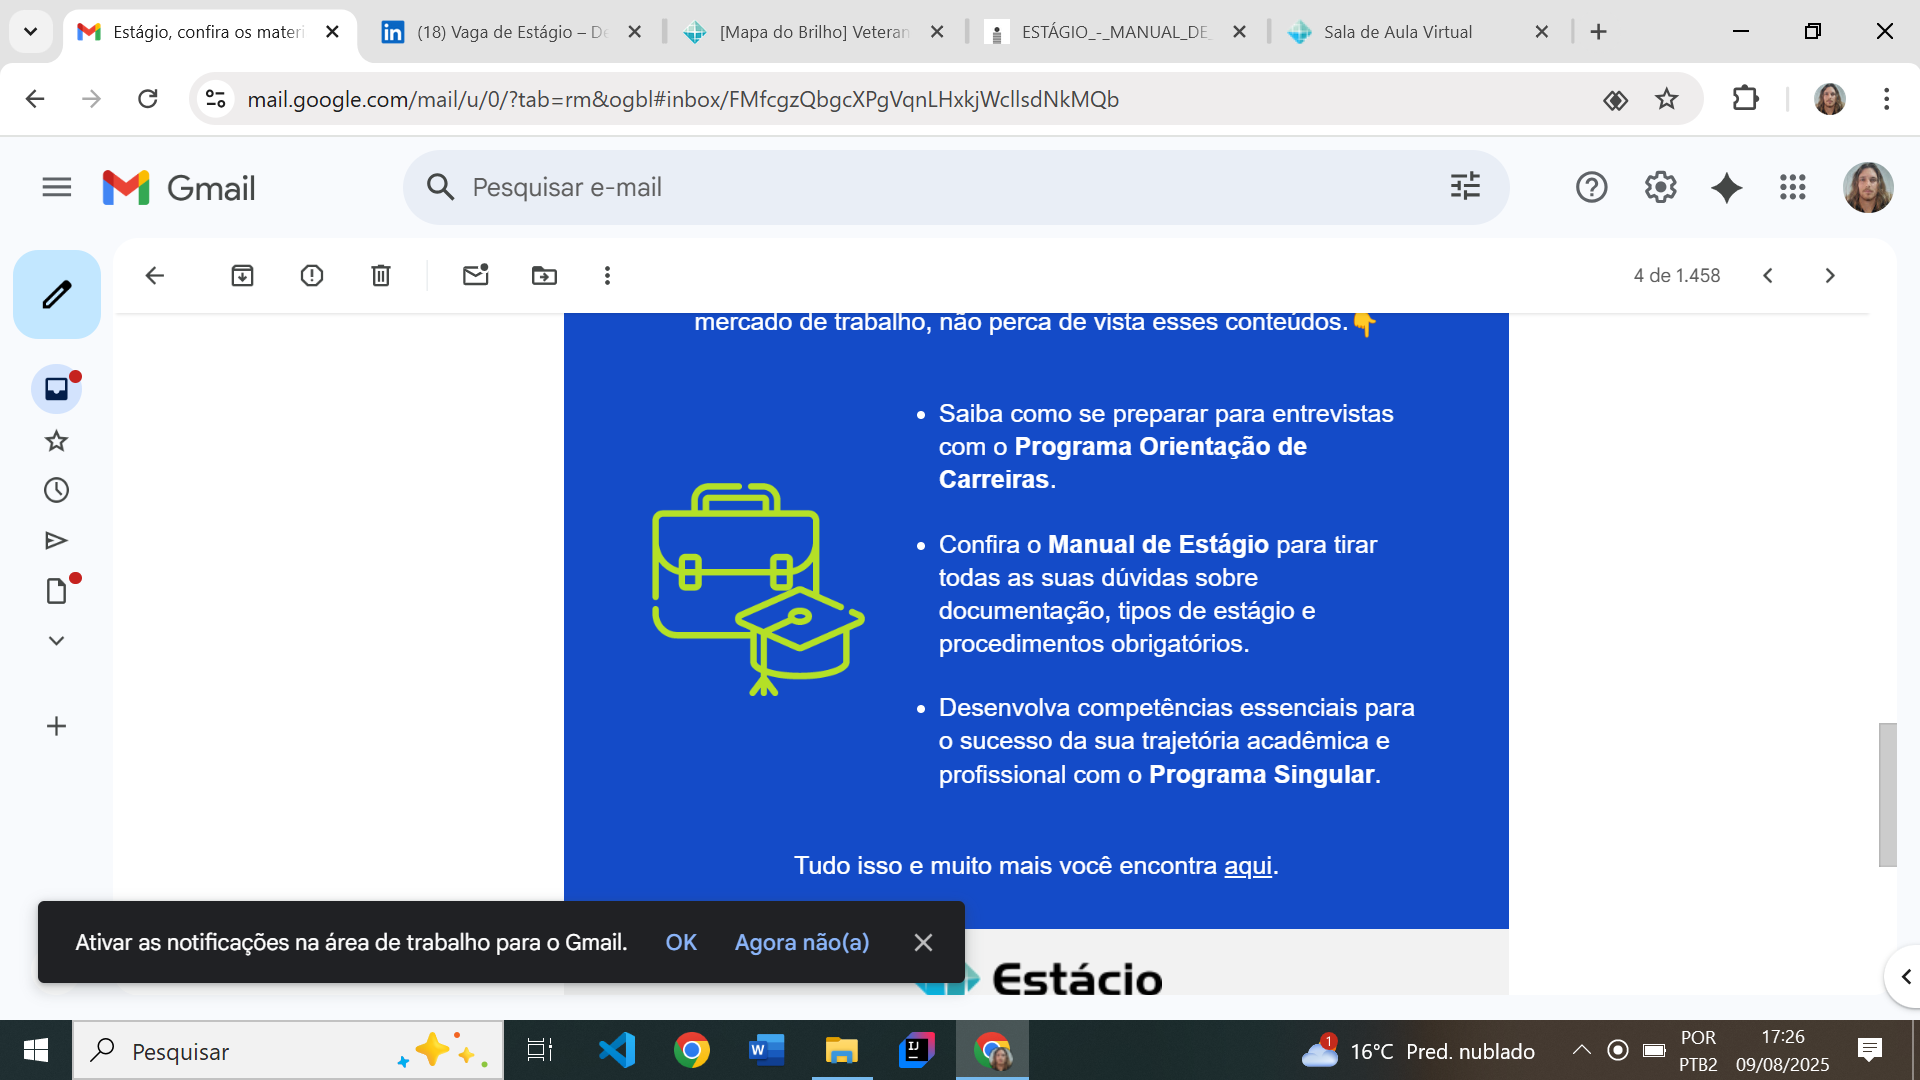 Estágio, confira os materi
(18) Vaga de Estágio – De
[Mapa do Brilho] Veteran
ESTÁGIO_-_MANUAL_DE_
Sala de Aula Virtual
mail.google.com/mail/u/0/?tab=rm&ogbl#inbox/FMfcgzQbgcXPgVqnLHxkjWcllsdNkMQb
Gmail
Pesquisar e-mail
4 de 1.458
mercado de trabalho, não perca de vista esses conteúdos.👇
• Saiba como se preparar para entrevistas
com o Programa Orientação de
Carreiras.
• Confira o Manual de Estágio para tirar
todas as suas dúvidas sobre
documentação, tipos de estágio e
procedimentos obrigatórios.
• Desenvolva competências essenciais para
o sucesso da sua trajetória acadêmica e
profissional com o Programa Singular.
Tudo isso e muito mais você encontra aqui.
Ativar as notificações na área de trabalho para o Gmail. OK Agora não(a)
Estácio
Pesquisar
1
16°C Pred. nublado
POR
PTB2
17:26
09/08/2025